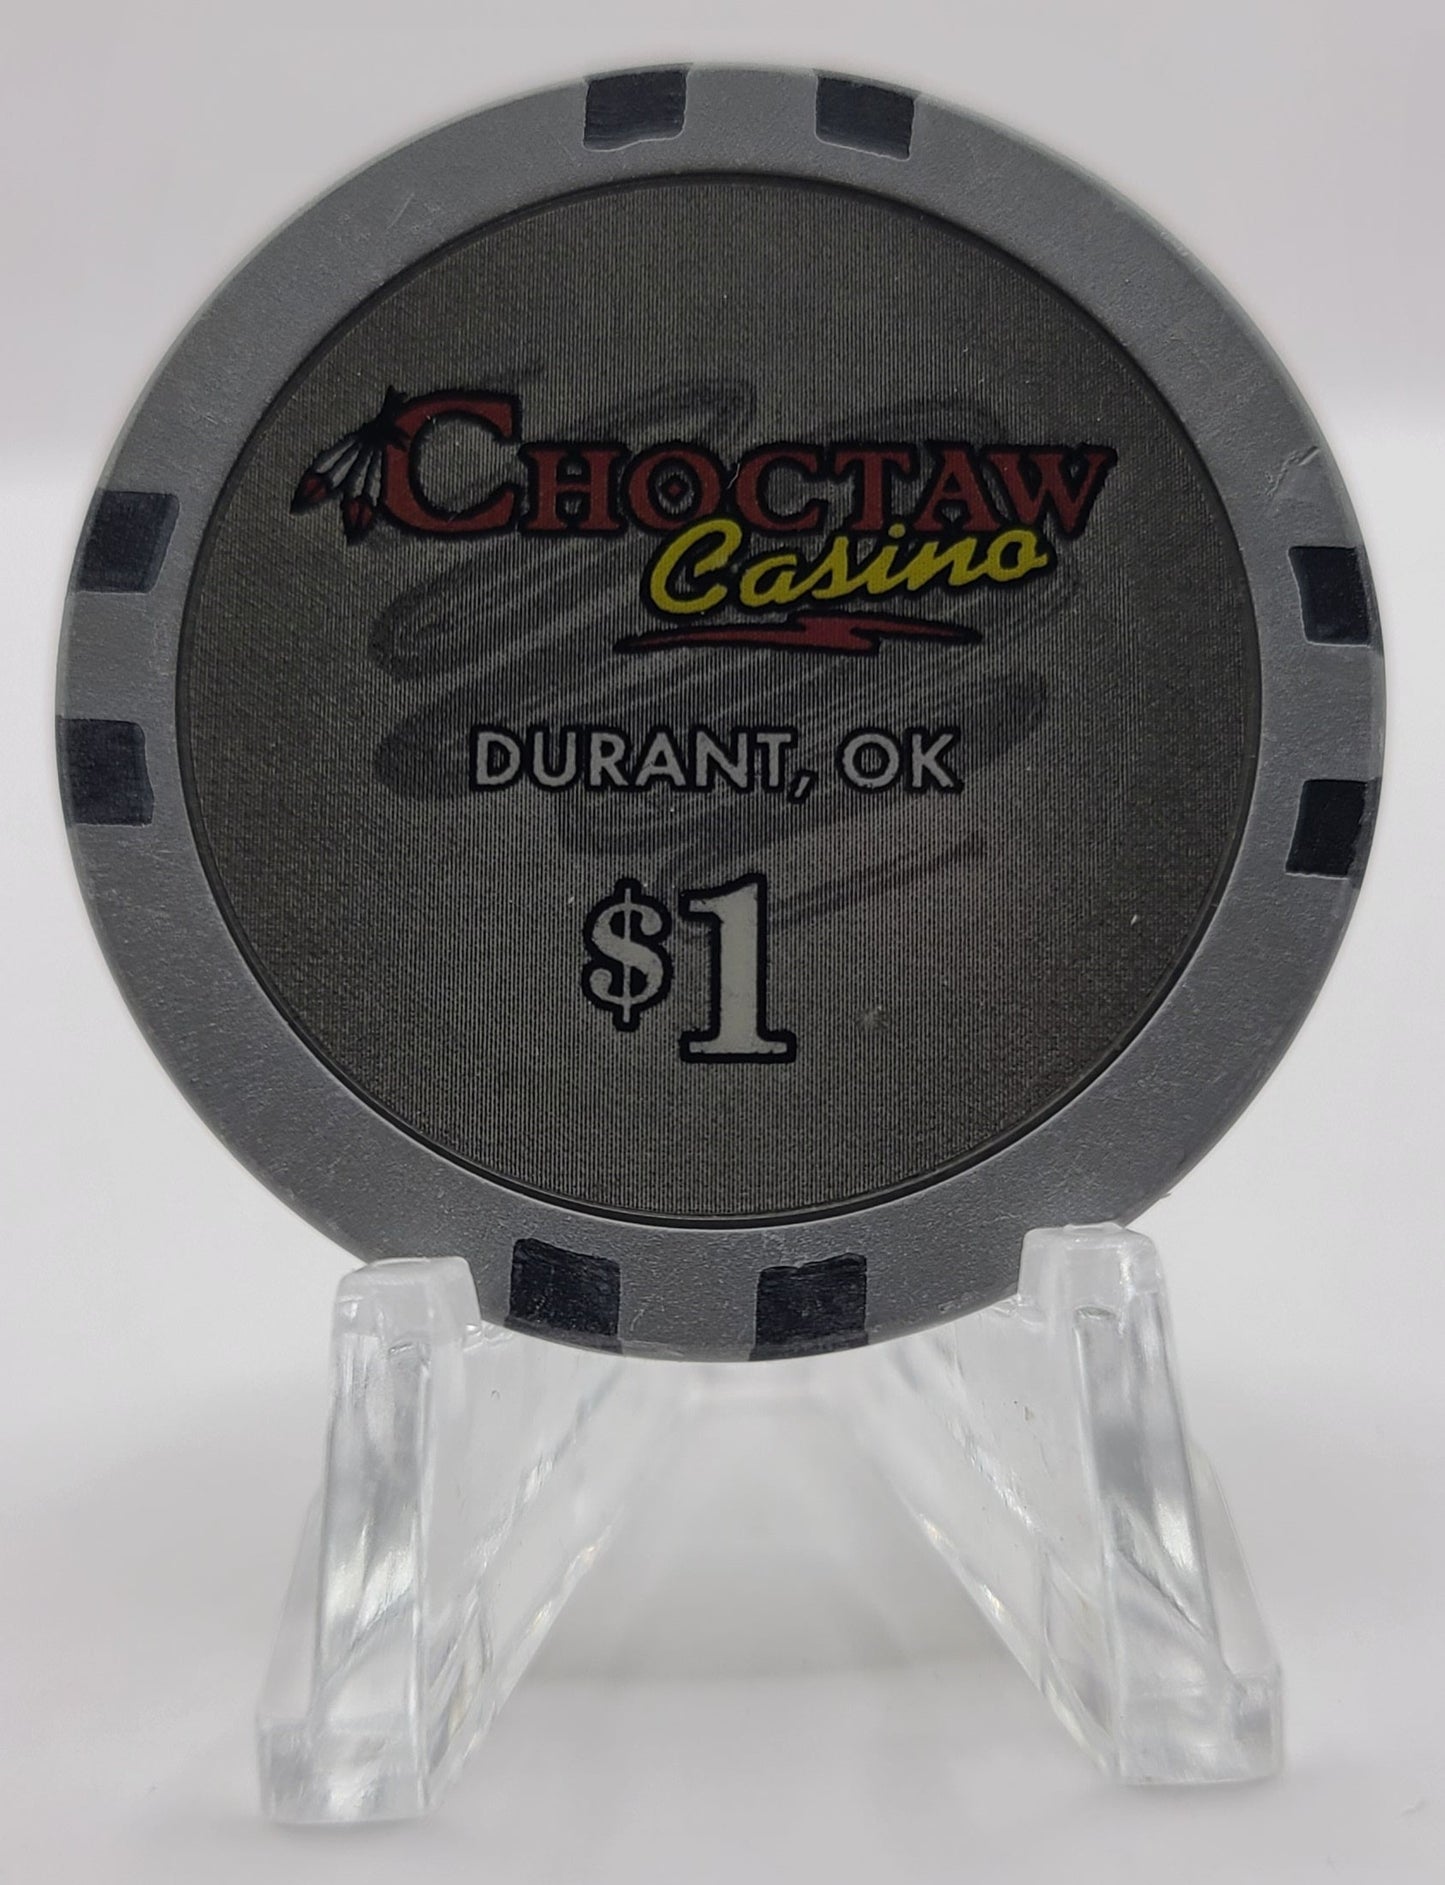 CHOCTAW
Casino
DURANT, OK
$1